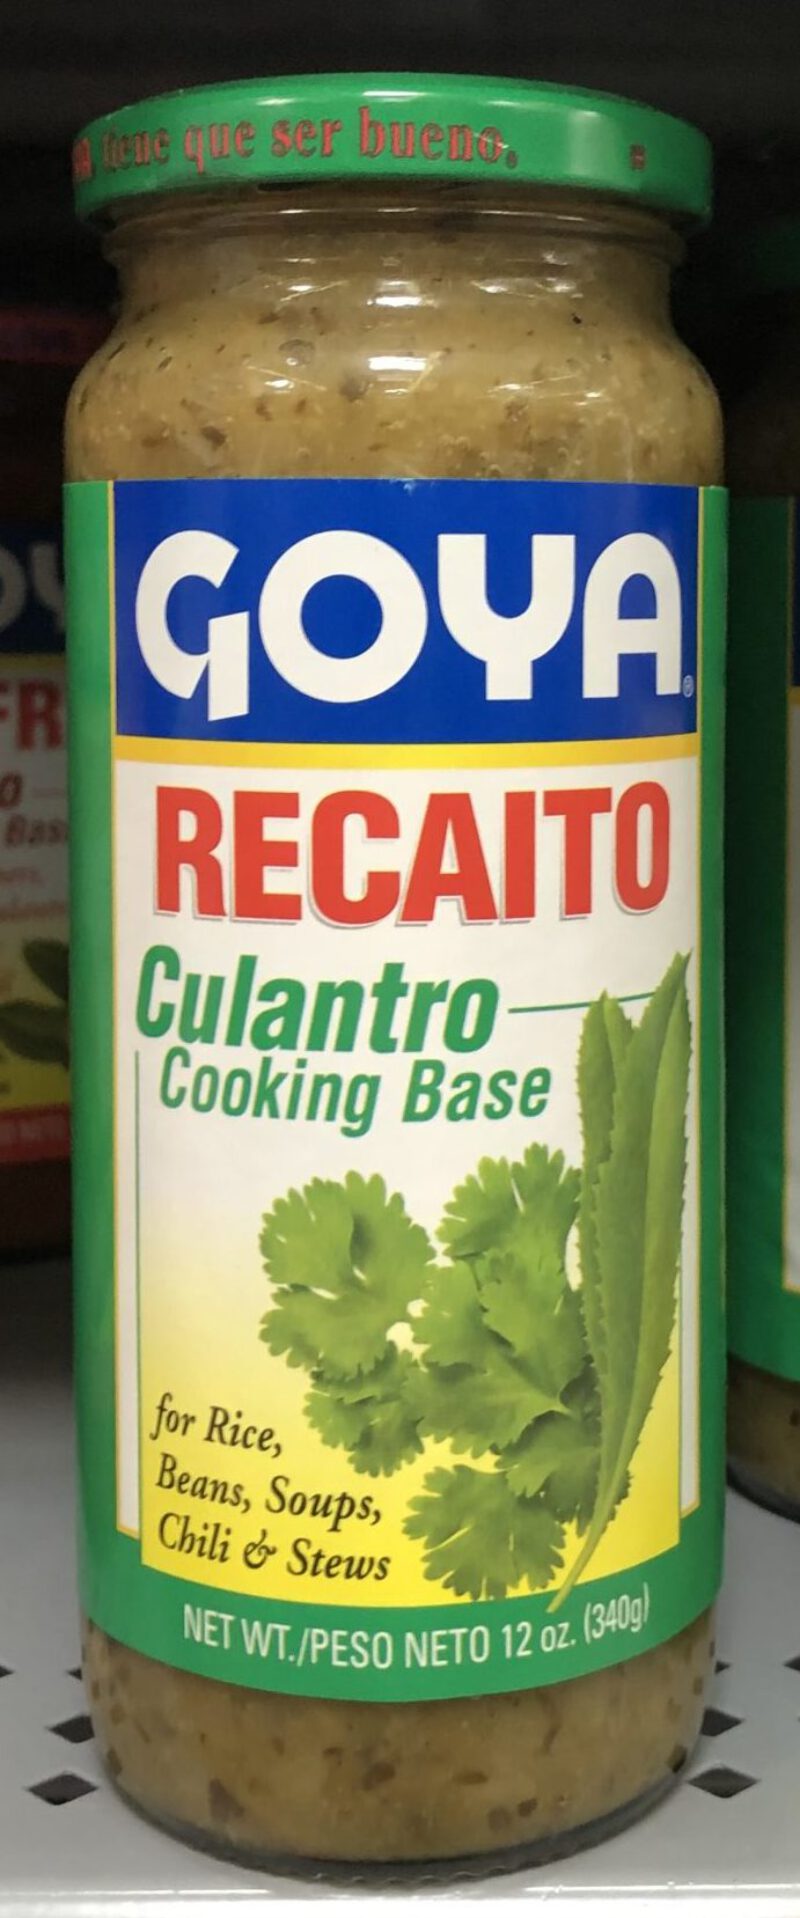 tiene que ser bueno.
GOYA®
RECAITO
Culantro
Cooking Base
for Rice,
Beans, Soups,
Chili & Stews
NET WT./PESO NETO 12 oz. (340g)